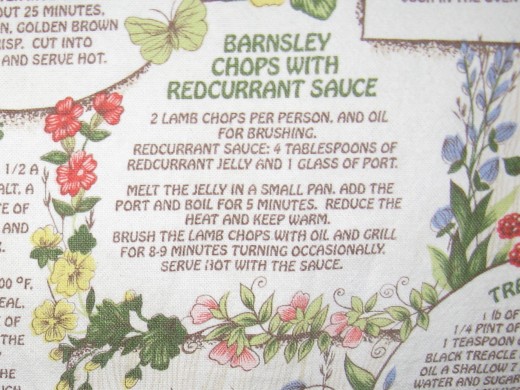 OUT 25 MINUTES,
GOLDEN BROWN
CUT INTO
AND SERVE HOT.
BARNSLEY
CHOPS WITH
REDCURRANT SAUCE
2 LAMB CHOPS PER PERSON, AND OIL
FOR BRUSHING.
REDCURRANT SAUCE: 4 TABLESPOONS OF
REDCURRANT JELLY AND 1 GLASS OF PORT.
MELT THE JELLY IN A SMALL PAN. ADD THE
PORT AND BOIL FOR 5 MINUTES. REDUCE THE
HEAT AND KEEP WARM.
BRUSH THE LAMB CHOPS WITH OIL AND GRILL
FOR 8-9 MINUTES TURNING OCCASIONALLY.
SERVE HOT WITH THE SAUCE.
1/2 A
ALT. A
OF
AND
00 °F.
EAL.
OF
THE
THE
TRE
1 lb OF
1/4 PINT OF
1 TEASPOON
BLACK TREACLE
OIL A SHALLOW 7
WATER AND SUGAR